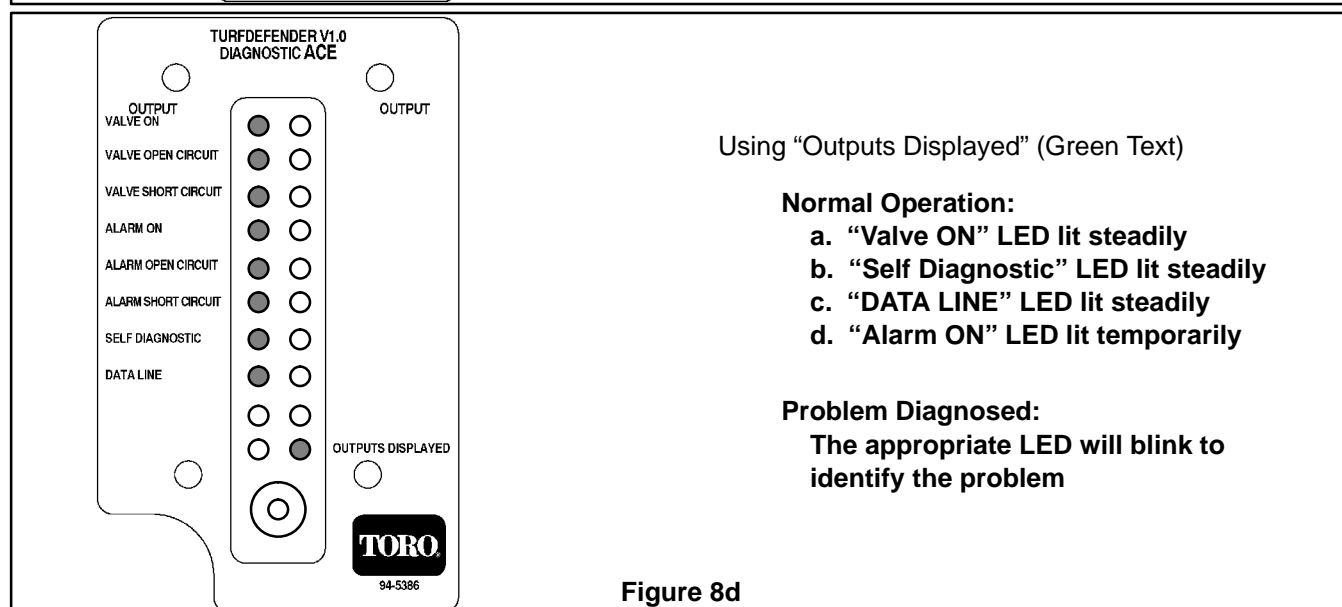 TURFDEFENDER V1.0
DIAGNOSTIC ACE
OUTPUT
OUTPUT
VALVE ON
VALVE OPEN CIRCUIT
VALVE SHORT CIRCUIT
ALARM ON
ALARM OPEN CIRCUIT
ALARM SHORT CIRCUIT
SELF DIAGNOSTIC
DATA LINE
OUTPUTS DISPLAYED
TORO®
94-5386
Using “Outputs Displayed” (Green Text)
Normal Operation:
a. “Valve ON” LED lit steadily
b. “Self Diagnostic” LED lit steadily
c. “DATA LINE” LED lit steadily
d. “Alarm ON” LED lit temporarily
Problem Diagnosed:
The appropriate LED will blink to
identify the problem
Figure 8d